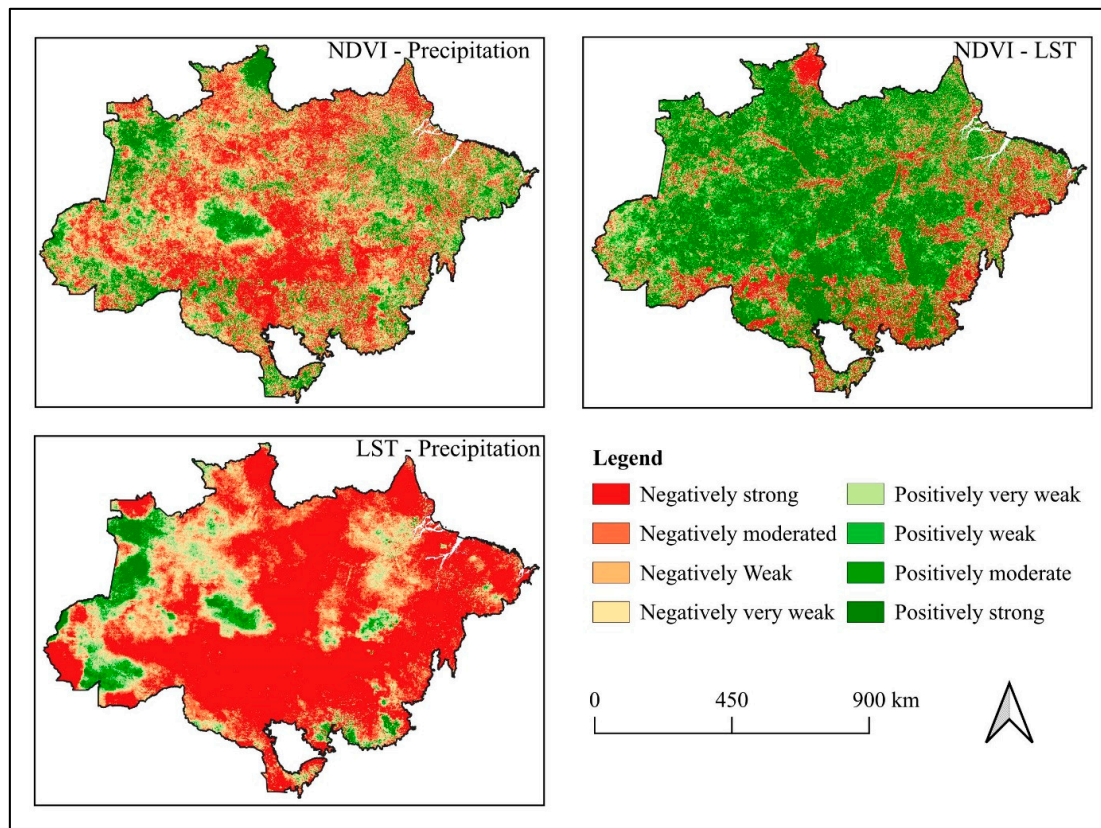 NDVI - Precipitation
NDVI - LST
LST - Precipitation
Legend
Negatively strong
Negatively moderated
Negatively Weak
Negatively very weak
Positively very weak
Positively weak
Positively moderate
Positively strong
0 450 900 km